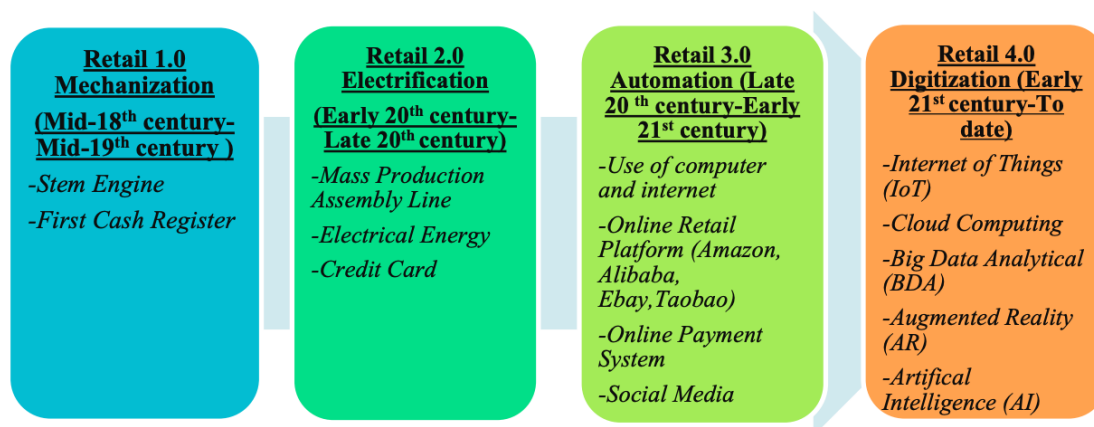 Retail 1.0
Mechanization
(Mid-18th century-
Mid-19th century )
-Stem Engine
-First Cash Register
Retail 2.0
Electrification
(Early 20th century-
Late 20th century)
-Mass Production
Assembly Line
-Electrical Energy
-Credit Card
Retail 3.0
Automation (Late
20 th century-Early
21st century)
-Use of computer
and internet
-Online Retail
Platform (Amazon,
Alibaba,
Ebay,Taobao)
-Online Payment
System
-Social Media
Retail 4.0
Digitization (Early
21st century-To
date)
-Internet of Things
(IoT)
-Cloud Computing
-Big Data Analytical
(BDA)
-Augmented Reality
(AR)
-Artifical
Intelligence (AI)